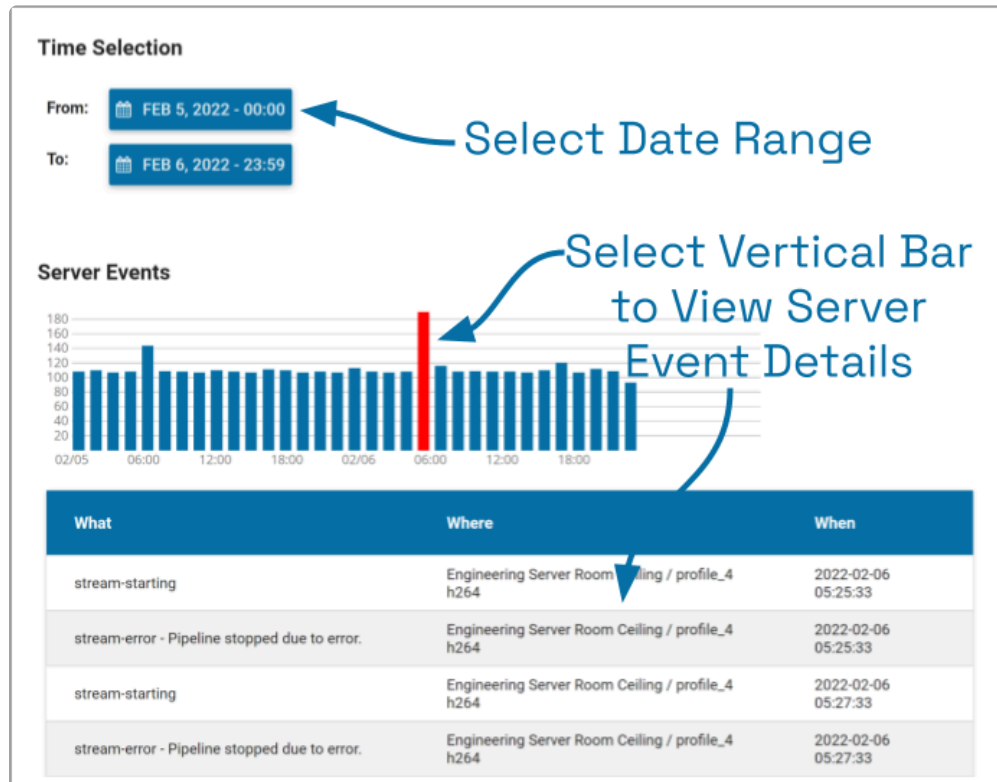 Time Selection
From:
FEB 5, 2022 - 00:00
Select Date Range
To:
FEB 6, 2022 - 23:59
Select Vertical Bar
to View Server
Event Details
Server Events
180
160
140
120
100
80
60
40
20
02/05 06:00 12:00 18:00 02/06 06:00 12:00 18:00
What Where When
stream-starting
Engineering Server Room Ceiling / profile_4
h264
2022-02-06
05:25:33
stream-error - Pipeline stopped due to error.
Engineering Server Room Ceiling / profile_4
h264
2022-02-06
05:25:33
stream-starting
Engineering Server Room Ceiling / profile_4
h264
2022-02-06
05:27:33
stream-error - Pipeline stopped due to error.
Engineering Server Room Ceiling / profile_4
h264
2022-02-06
05:27:33